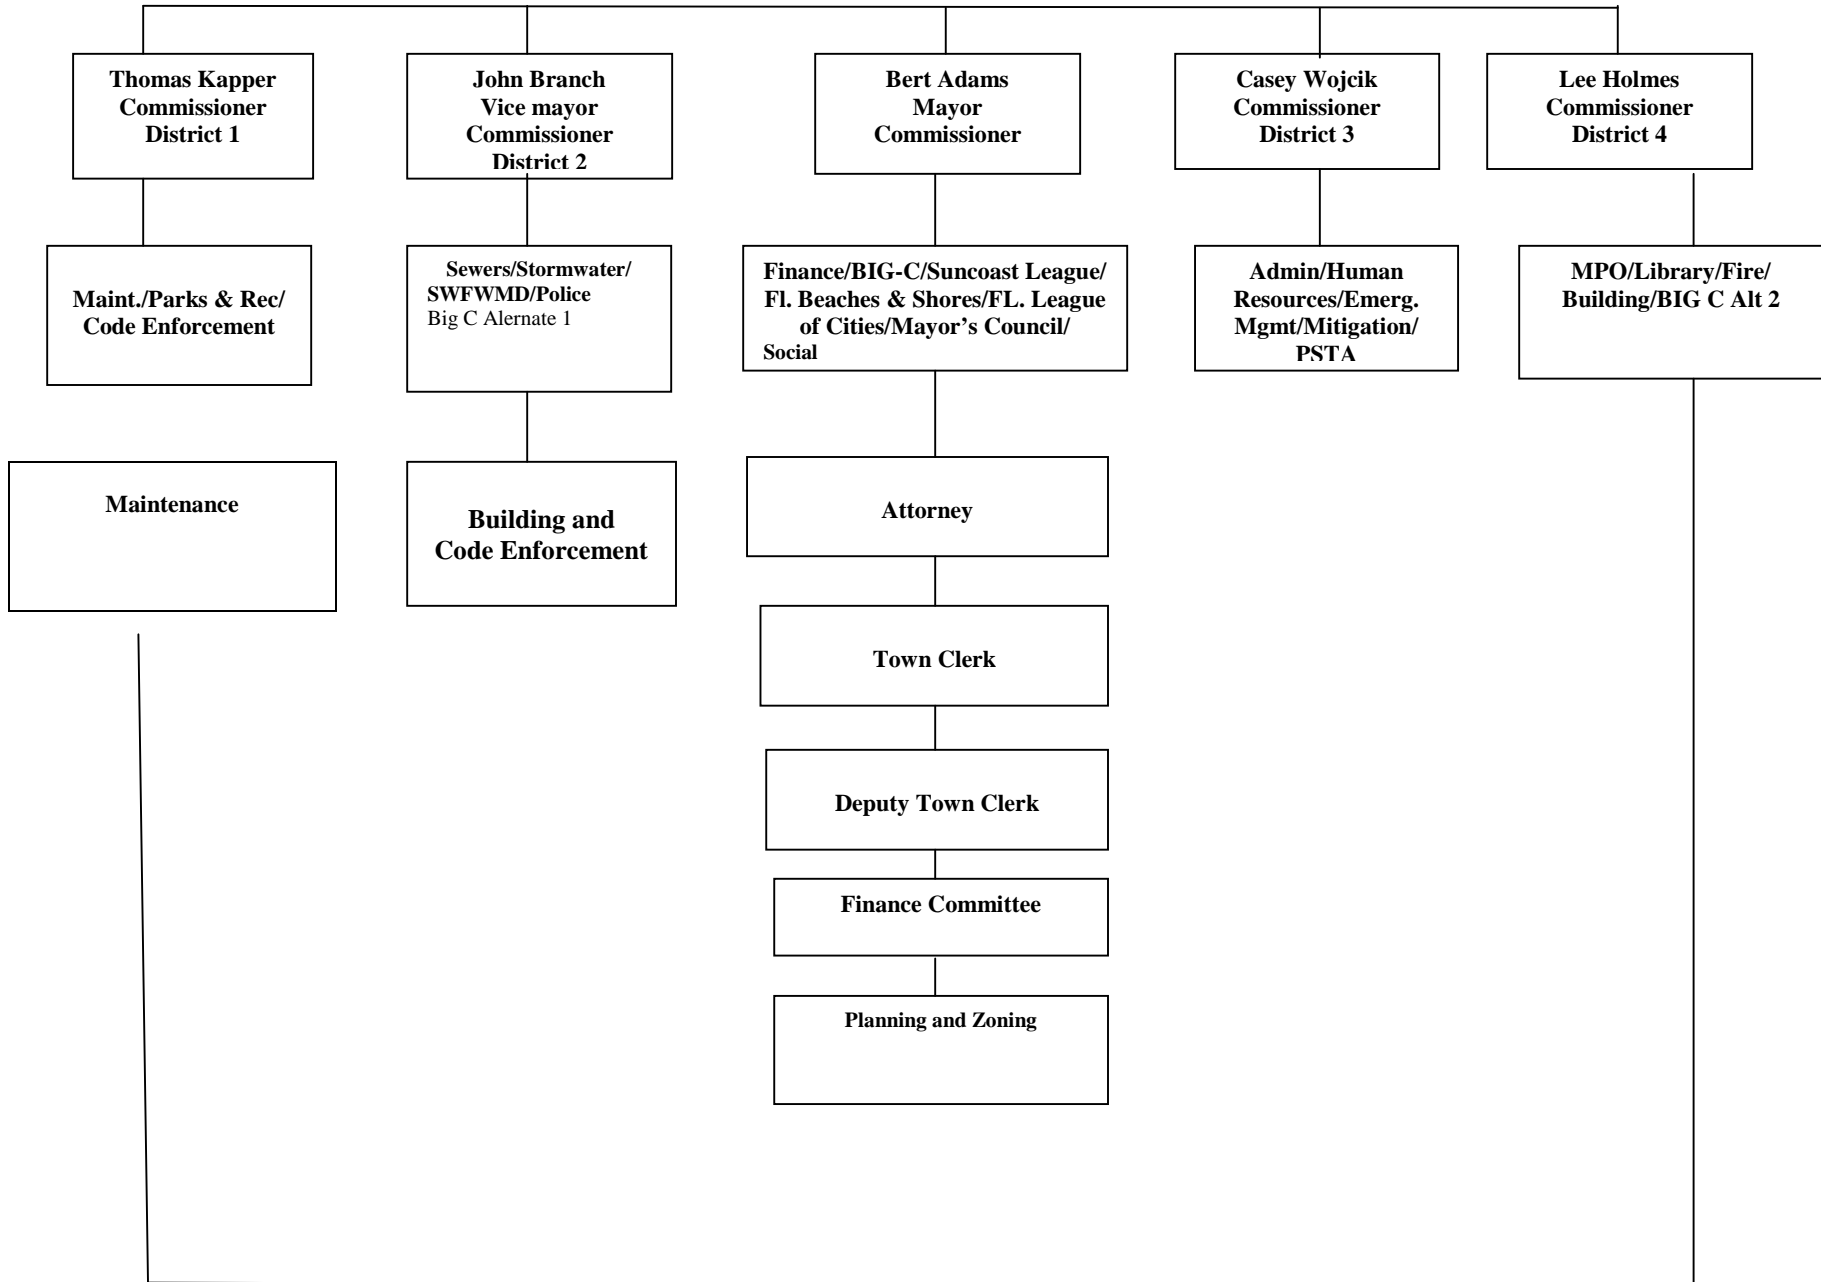 Thomas Kapper
Commissioner
District 1
John Branch
Vice mayor
Commissioner
District 2
Bert Adams
Mayor
Commissioner
Casey Wojcik
Commissioner
District 3
Lee Holmes
Commissioner
District 4
Maint./Parks & Rec/
Code Enforcement
Sewers/Stormwater/
SWFWMD/Police
Big C Alernate 1
Finance/BIG-C/Suncoast League/
Fl. Beaches & Shores/FL. League
of Cities/Mayor’s Council/
Social
Admin/Human
Resources/Emerg.
Mgmt/Mitigation/
PSTA
MPO/Library/Fire/
Building/BIG C Alt 2
Maintenance
Building and
Code Enforcement
Attorney
Town Clerk
Deputy Town Clerk
Finance Committee
Planning and Zoning